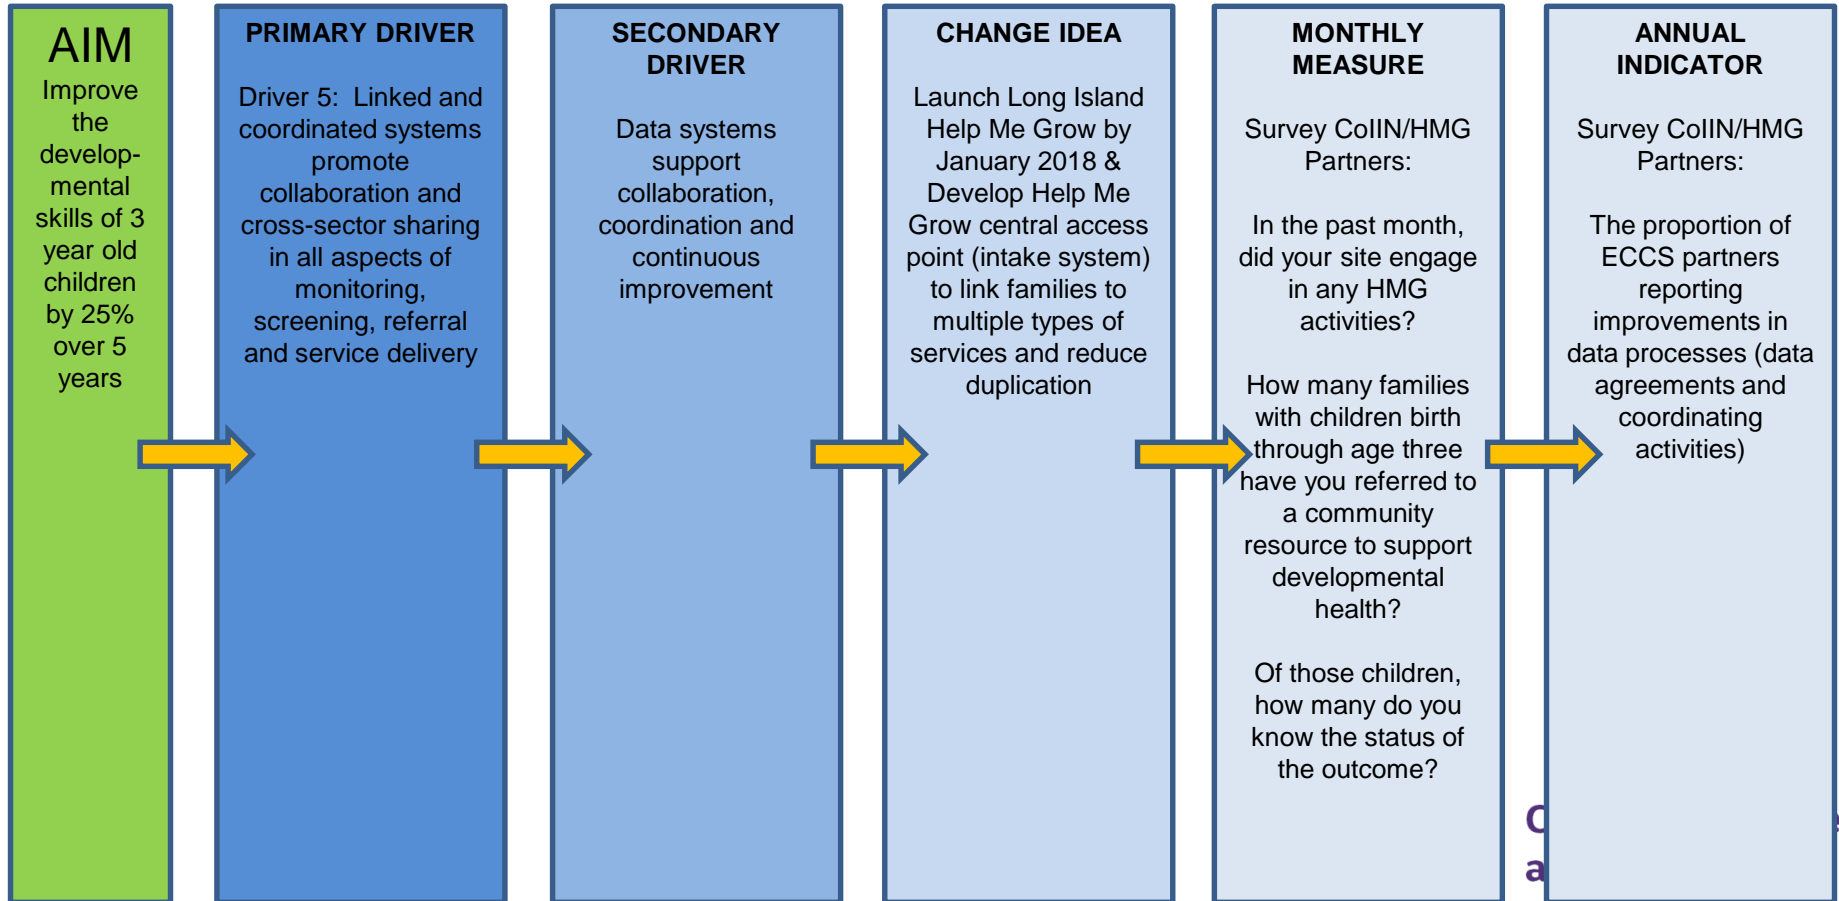 AIM
Improve
the
develop-
mental
skills of 3
year old
children
by 25%
over 5
years
PRIMARY DRIVER
Driver 5: Linked and
coordinated systems
promote
collaboration and
cross-sector sharing
in all aspects of
monitoring,
screening, referral
and service delivery
SECONDARY
DRIVER
Data systems
support
collaboration,
coordination and
continuous
improvement
CHANGE IDEA
Launch Long Island
Help Me Grow by
January 2018 &
Develop Help Me
Grow central access
point (intake system)
to link families to
multiple types of
services and reduce
duplication
MONTHLY
MEASURE
Survey CoIIN/HMG
Partners:
In the past month,
did your site engage
in any HMG
activities?
How many families
with children birth
through age three
have you referred to
a community
resource to support
developmental
health?
Of those children,
how many do you
know the status of
the outcome?
ANNUAL
INDICATOR
Survey CoIIN/HMG
Partners:
The proportion of
ECCS partners
reporting
improvements in
data processes (data
agreements and
coordinating
activities)